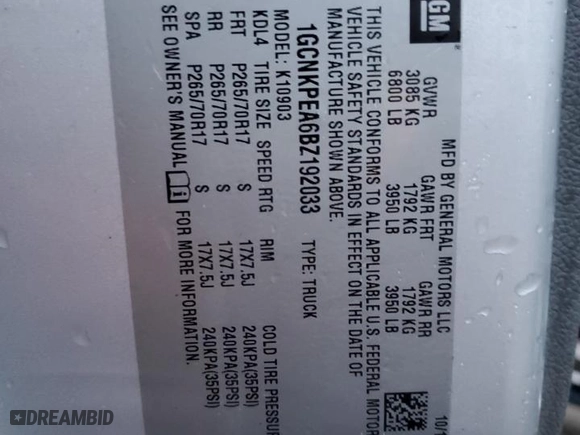 GM
MFD BY GENERAL MOTORS LLC
10/1
GVWR GAWR FRT GAWR RR
3085 KG 1792 KG 1792 KG
6800 LB 3950 LB 3950 LB
THIS VEHICLE CONFORMS TO ALL APPLICABLE U.S. FEDERAL MOTOR
VEHICLE SAFETY STANDARDS IN EFFECT ON THE DATE OF
MANUFACTURE SHOWN ABOVE.
1GCNKPEA6BZ192033 TYPE: TRUCK
MODEL: K10903
KDL4 TIRE SIZE SPEED RTG RIM COLD TIRE PRESSUR
FRT P265/70R17 S 17X7.5J 240KPA(35PSI)
RR P265/70R17 S 17X7.5J 240KPA(35PSI)
SPA P265/70R17 S 17X7.5J 240KPA(35PSI)
SEE OWNER'S MANUAL FOR MORE INFORMATION.
DREAMBID